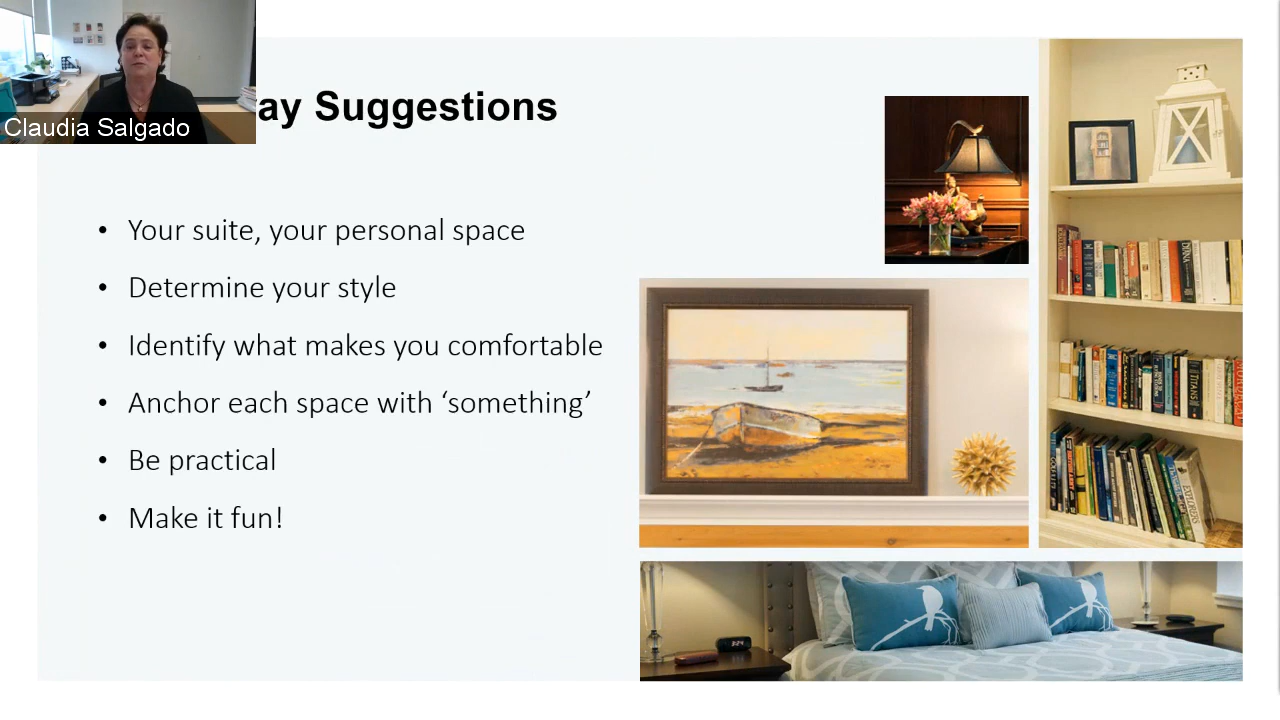 Claudia Salgado
ay Suggestions
• Your suite, your personal space
• Determine your style
• Identify what makes you comfortable
• Anchor each space with ‘something’
• Be practical
• Make it fun!
TITANS